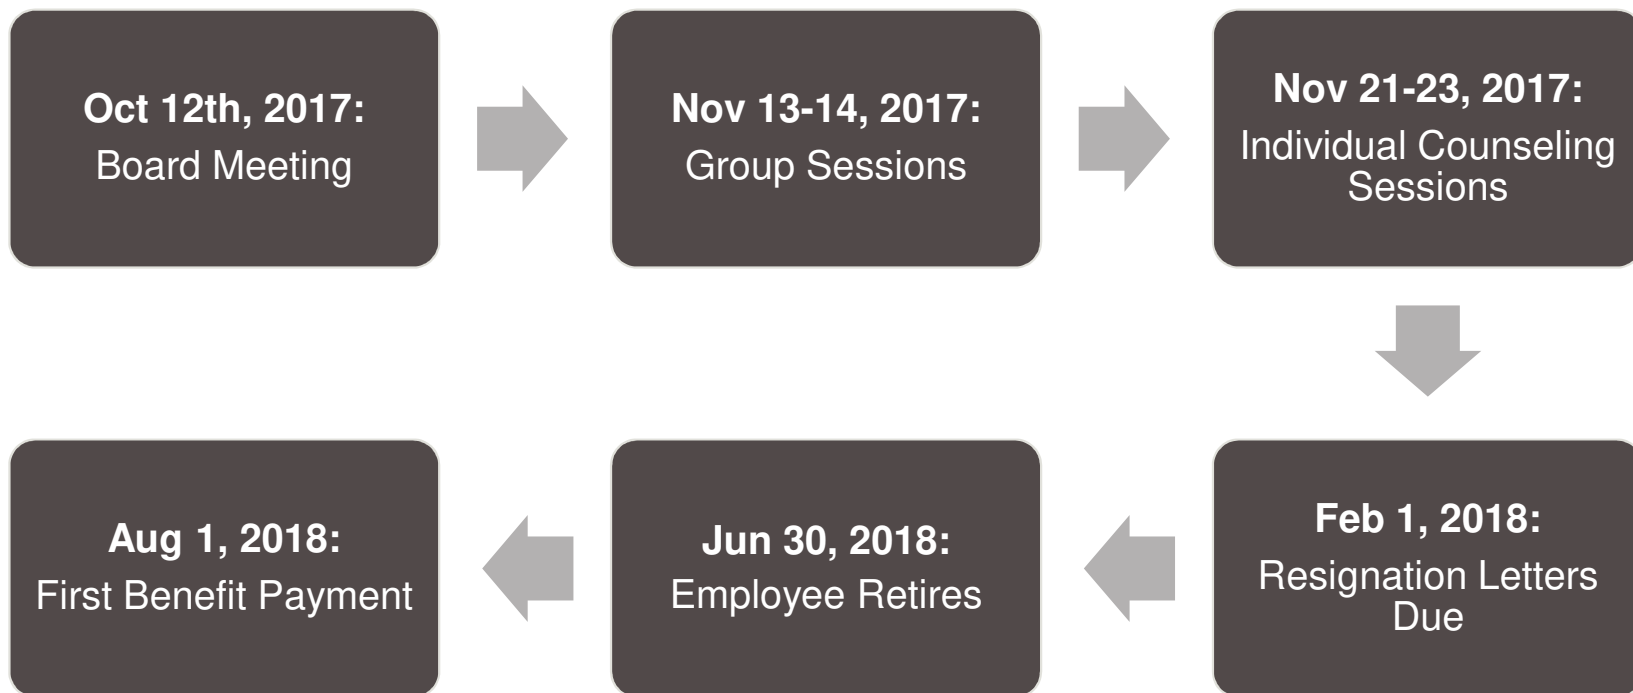 Oct 12th, 2017:
Board Meeting
Nov 13-14, 2017:
Group Sessions
Nov 21-23, 2017:
Individual Counseling
Sessions
Feb 1, 2018:
Resignation Letters
Due
Jun 30, 2018:
Employee Retires
Aug 1, 2018:
First Benefit Payment